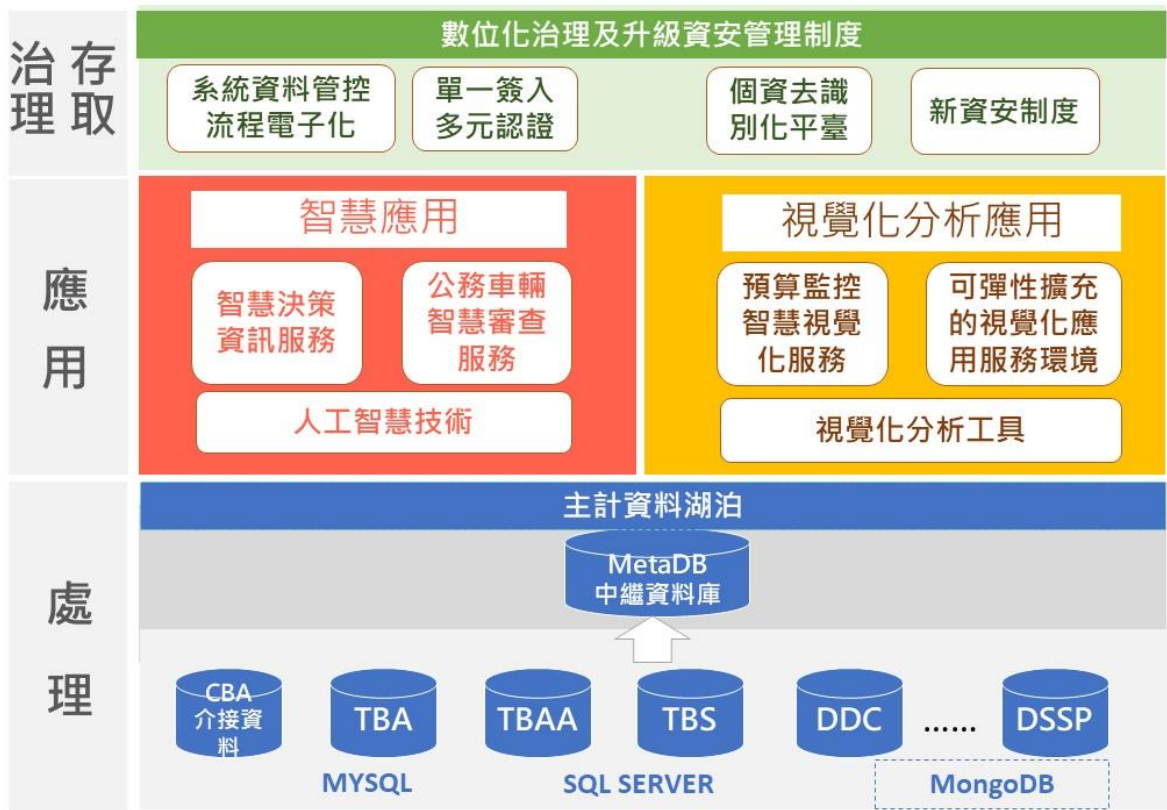 存取
治理
數位化治理及升級資安管理制度
系統資料管控
流程電子化
單一簽入
多元認證
個資去識
別化平臺
新資安制度
應
用
智慧應用
智慧決策
資訊服務
公務車輛
智慧審查
服務
人工智慧技術
視覺化分析應用
預算監控
智慧視覺
化服務
可彈性擴充
的視覺化應
用服務環境
視覺化分析工具
處
理
主計資料湖泊
MetaDB
中繼資料庫
CBA
介接資
料
TBA
TBAA
TBS
DDC
......
DSSP
MYSQL
SQL SERVER
MongoDB